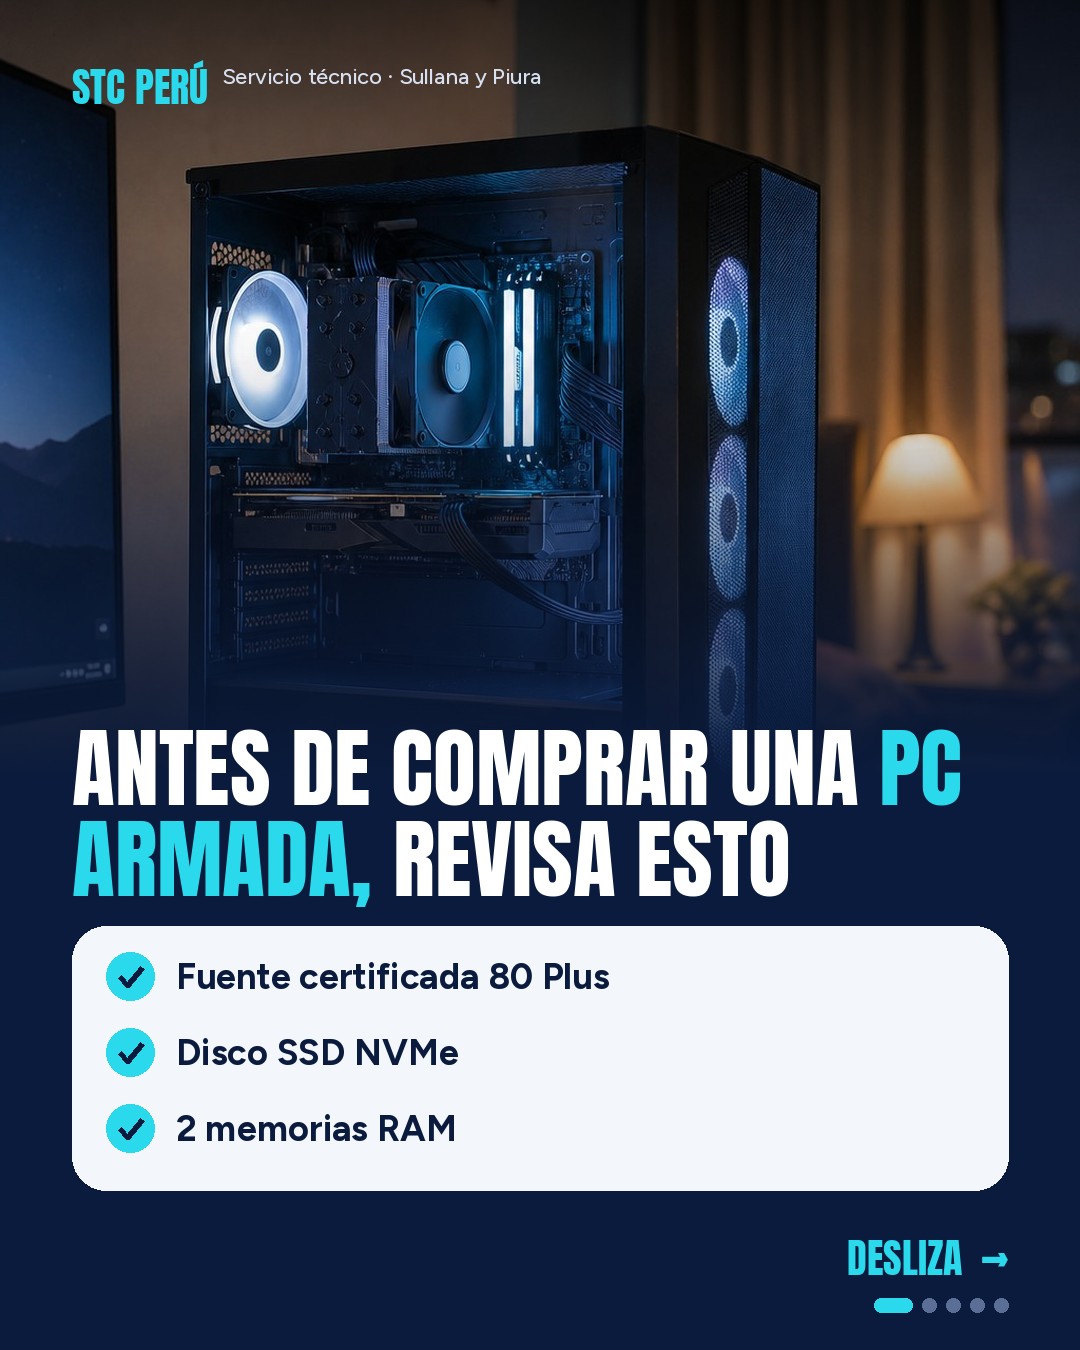 STC PERÚ Servicio técnico · Sullana y Piura
ANTES DE COMPRAR UNA PC
ARMADA, REVISA ESTO
Fuente certificada 80 Plus
Disco SSD NVMe
2 memorias RAM
DESLIZA →